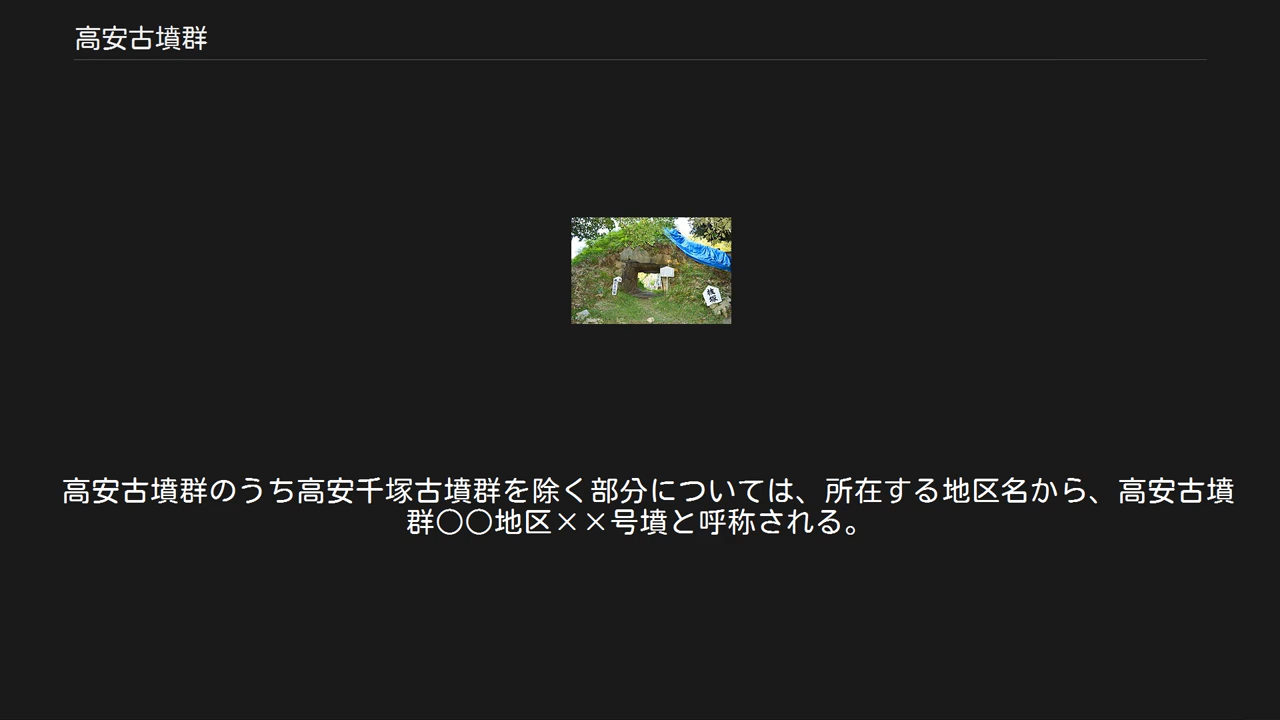 高安古墳群
高安古墳群のうち高安千塚古墳群を除く部分については、所在する地区名から、高安古墳
群○○地区××号墳と呼称される。